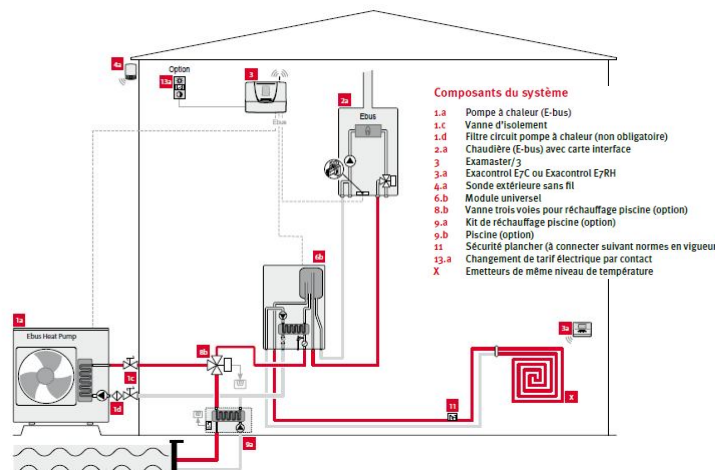 4a
Option
13a
3
Ebus
2a
Ebus
Composants du système
1.a Pompe à chaleur (E-bus)
1.c Vanne d'isolement
1.d Filtre circuit pompe à chaleur (non obligatoire)
2.a Chaudière (E-bus) avec carte interface
3 Examaster/3
3.a Exacontrol E7C ou Exacontrol E7RH
4.a Sonde extérieure sans fil
6.b Module universel
8.b Vanne trois voies pour réchauffage piscine (option)
9.a Kit de réchauffage piscine (option)
9.b Piscine (option)
11 Sécurité plancher (à connecter suivant normes en vigueur
13.a Changement de tarif électrique par contact
X Emetteurs de même niveau de température
6b
1a
Ebus Heat Pump
3a
8b
1c
1d
X
11
9a